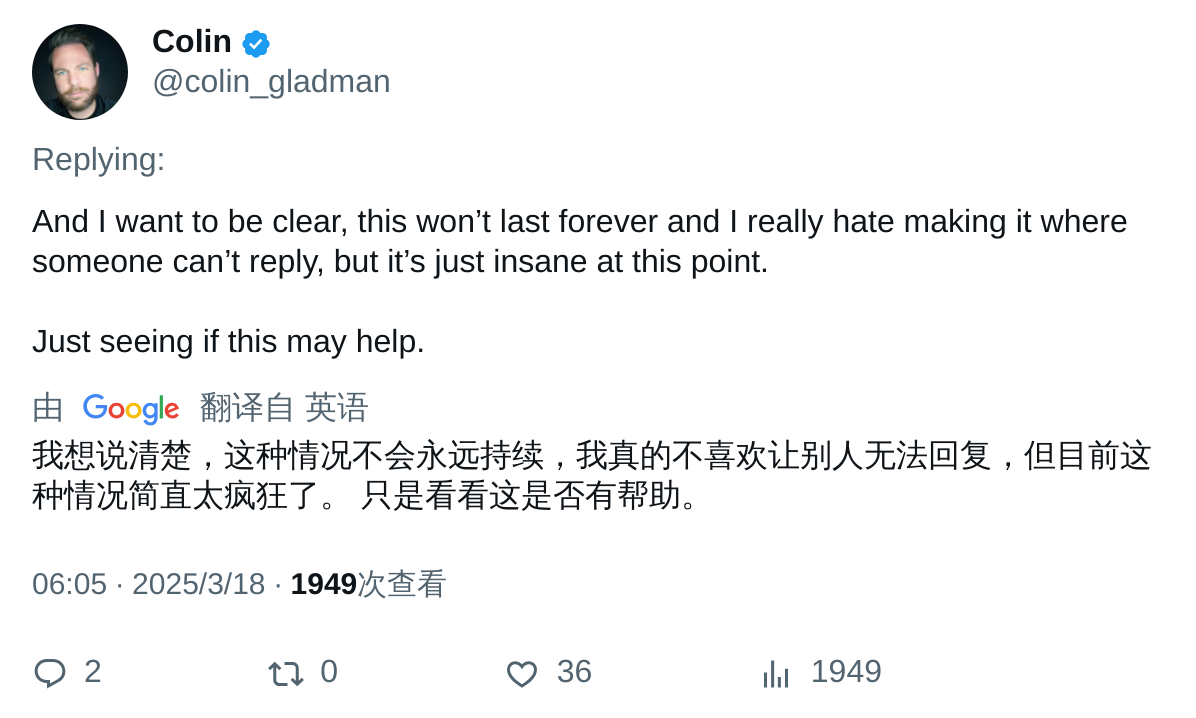 Colin
@colin_gladman
Replying:
And I want to be clear, this won’t last forever and I really hate making it where
someone can’t reply, but it’s just insane at this point.
Just seeing if this may help.
由 Google 翻译自 英语
我想说清楚，这种情况不会永远持续，我真的不喜欢让别人无法回复，但目前这
种情况简直太疯狂了。 只是看看这是否有帮助。
06:05 · 2025/3/18 · 1949次查看
2 0 36 1949